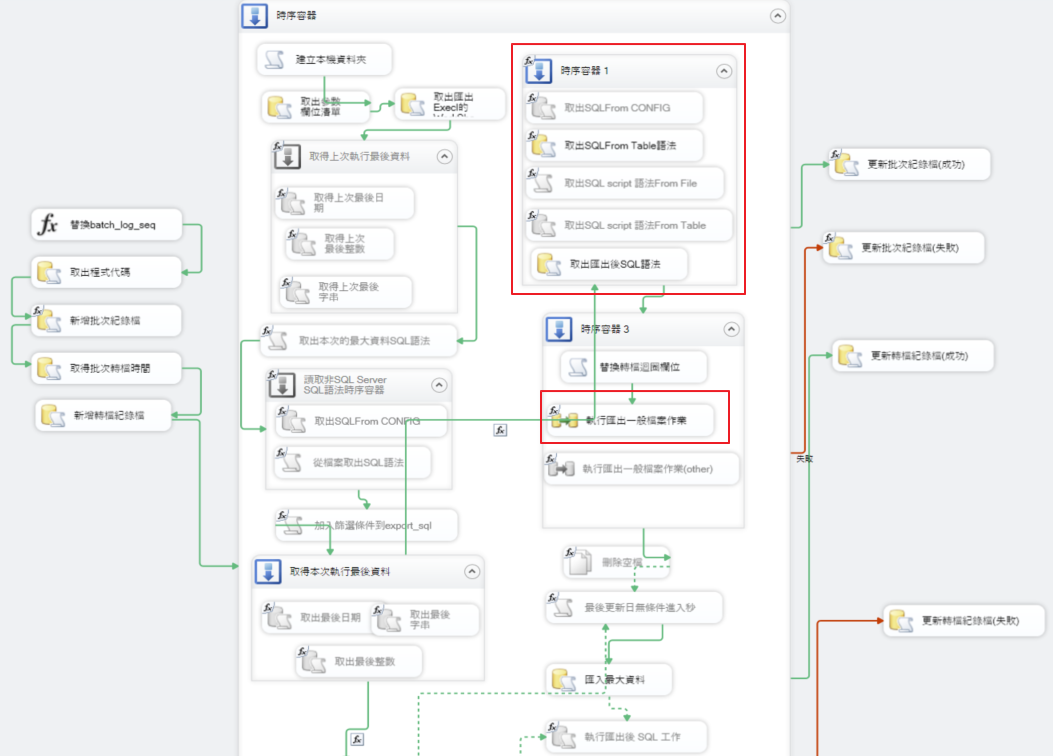 時序容器
建立本機資料夾
取出參數
欄位清單
取出匯出
Execl的
取得上次執行最後資料
取得上次最後日
期
取得上次
最後整數
取得上次最後
字串
取出本次的最大資料SQL語法
讀取非SQL Server
SQL語法時序容器
取出SQLFrom CONFIG
從檔案取出SQL語法
加入篩選條件到export_sql
取得本次執行最後資料
取出最後日期
取出最後
字串
取出最後整數
fx 替換batch_log_seq
取出程式代碼
新增批次紀錄檔
取得批次轉檔時間
新增轉檔紀錄檔
時序容器 1
取出SQLFrom CONFIG
取出SQLFrom Table語法
取出SQL script 語法From File
取出SQL script 語法From Table
取出匯出後SQL語法
時序容器 3
替換轉檔迴圈欄位
執行匯出一般檔案作業
執行匯出一般檔案作業(other)
刪除空檔
最後更新日無條件進入秒
匯入最大資料
執行匯出後 SQL 工作
更新批次紀錄檔(成功)
更新批次紀錄檔(失敗)
更新轉檔紀錄檔(成功)
失敗
更新轉檔紀錄檔(失敗)